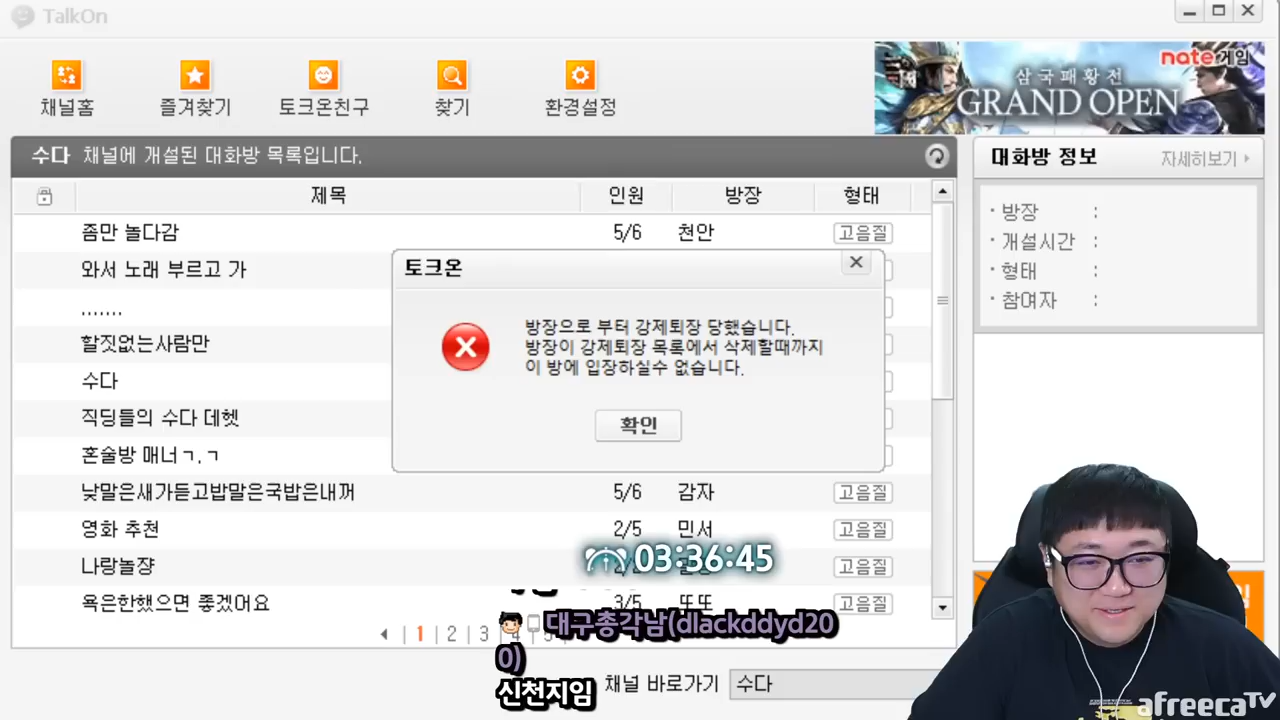 TalkOn
채널홈
즐겨찾기
토크온친구
찾기
환경설정
nate게임
삼국패황전
GRAND OPEN
수다 채널에 개설된 대화방 목록입니다.
대화방 정보
자세히보기
제목 인원 방장 형태
방장 :
개설시간 :
형태 :
참여자 :
좀만 놀다감 5/6 천안 고음질
와서 노래 부르고 가
.......
할짓없는사람만
수다
직딩들의 수다 데헷
혼술방 매너ㄱ.ㄱ
토크온
방장으로 부터 강제퇴장 당했습니다.
방장이 강제퇴장 목록에서 삭제할때까지
이 방에 입장하실수 없습니다.
확인
낮말은새가듣고밤말은국밥은내꺼 5/6 감자 고음질
영화 추천 2/5 민서 고음질
03:36:45
나랑놀쟝 고음질
욕은한했으면 좋겠어요 3/5 또또 고음질
1 2 3
대구총각남(dlackddyd20
0)
신천지임
채널 바로가기 수다
afreecaTV